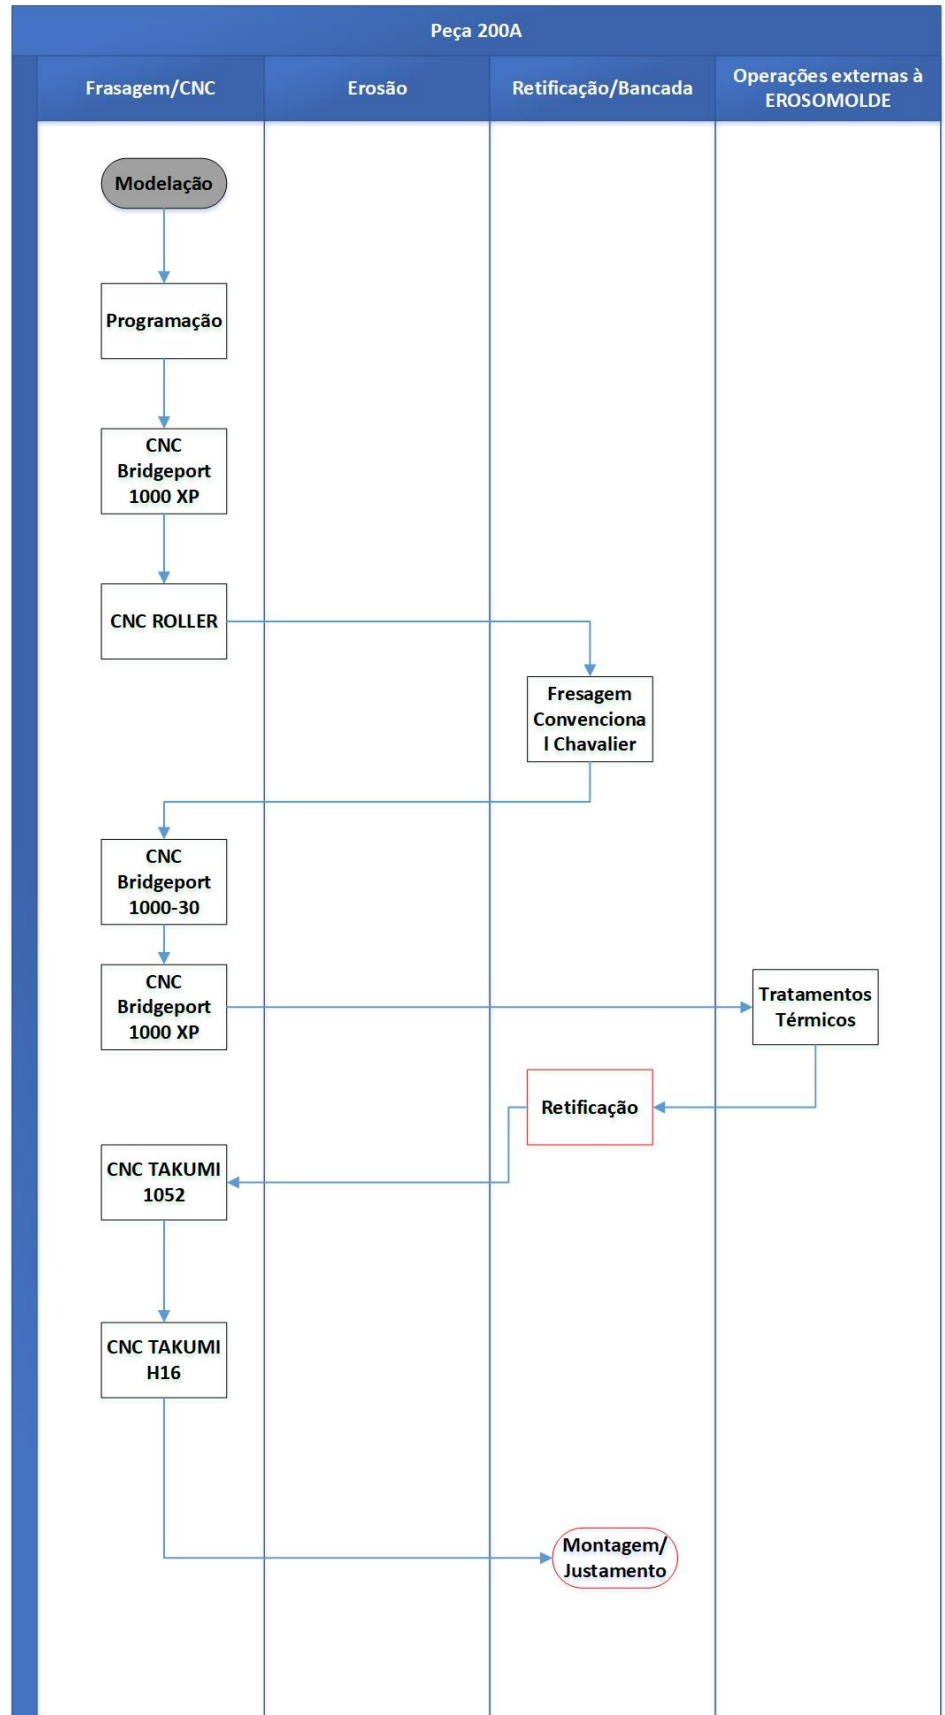 Peça 200A
Frasagem/CNC
Erosão
Retificação/Bancada
Operações externas à
EROSOMOLDE
Modelação
Programação
CNC
Bridgeport
1000 XP
CNC ROLLER
Fresagem
Convenciona
l Chavalier
CNC
Bridgeport
1000-30
CNC
Bridgeport
1000 XP
Tratamentos
Térmicos
Retificação
CNC TAKUMI
1052
CNC TAKUMI
H16
Montagem/
Justamento